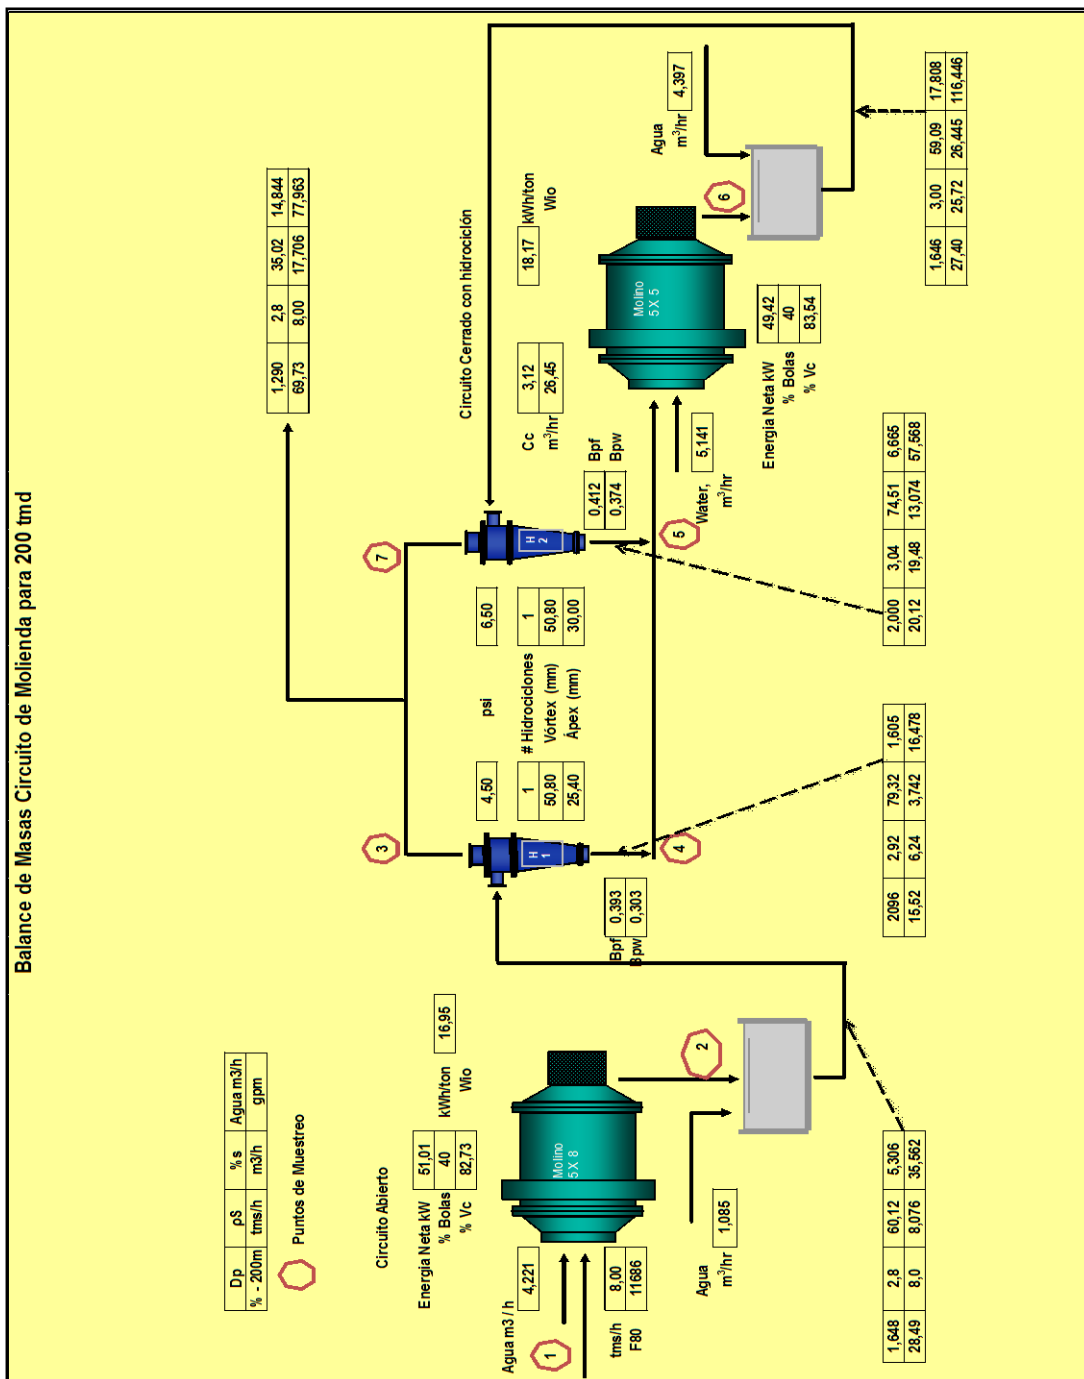 Balance de Masas Circuito de Molienda para 200 tmd
Dp ρS % s Agua m3/h
% - 200m tms/h m3/h gpm
Puntos de Muestreo
Circuito Abierto
Energia Neta kW 51,01
% Bolas 40
% Vc 82,73
16,95 kWh/ton
Wio
Agua m3 / h 4,221
1
tms/h 8,00
F80 11686
Molino
5 X 8
Agua
m³/hr 1,085
2
1,648 2,8 60,12 5,306
28,49 8,0 8,076 35,562
3
H
1
Bpf 0,393
Bpw 0,303
4
2096 2,92 79,32 1,605
15,52 6,24 3,742 16,478
4,50 psi 6,50
1 # Hidrociclones 1
50,80 Vórtex (mm) 50,80
25,40 Ápex (mm) 30,00
7
H
2
0,412 Bpf
0,374 Bpw
5
2,000 3,04 74,51 6,665
20,12 19,48 13,074 57,568
1,290 2,8 35,02 14,844
69,73 8,00 17,706 77,963
Circuito Cerrado con hidrociclón
Cc 3,12
m³/hr 26,45
18,17 kWh/ton
Wio
Water,
m³/hr 5,141
Molino
5 X 5
Energia Neta kW 49,42
% Bolas 40
% Vc 83,54
6
Agua
m³/hr 4,397
1,646 3,00 59,09 17,808
27,40 25,72 26,445 116,446